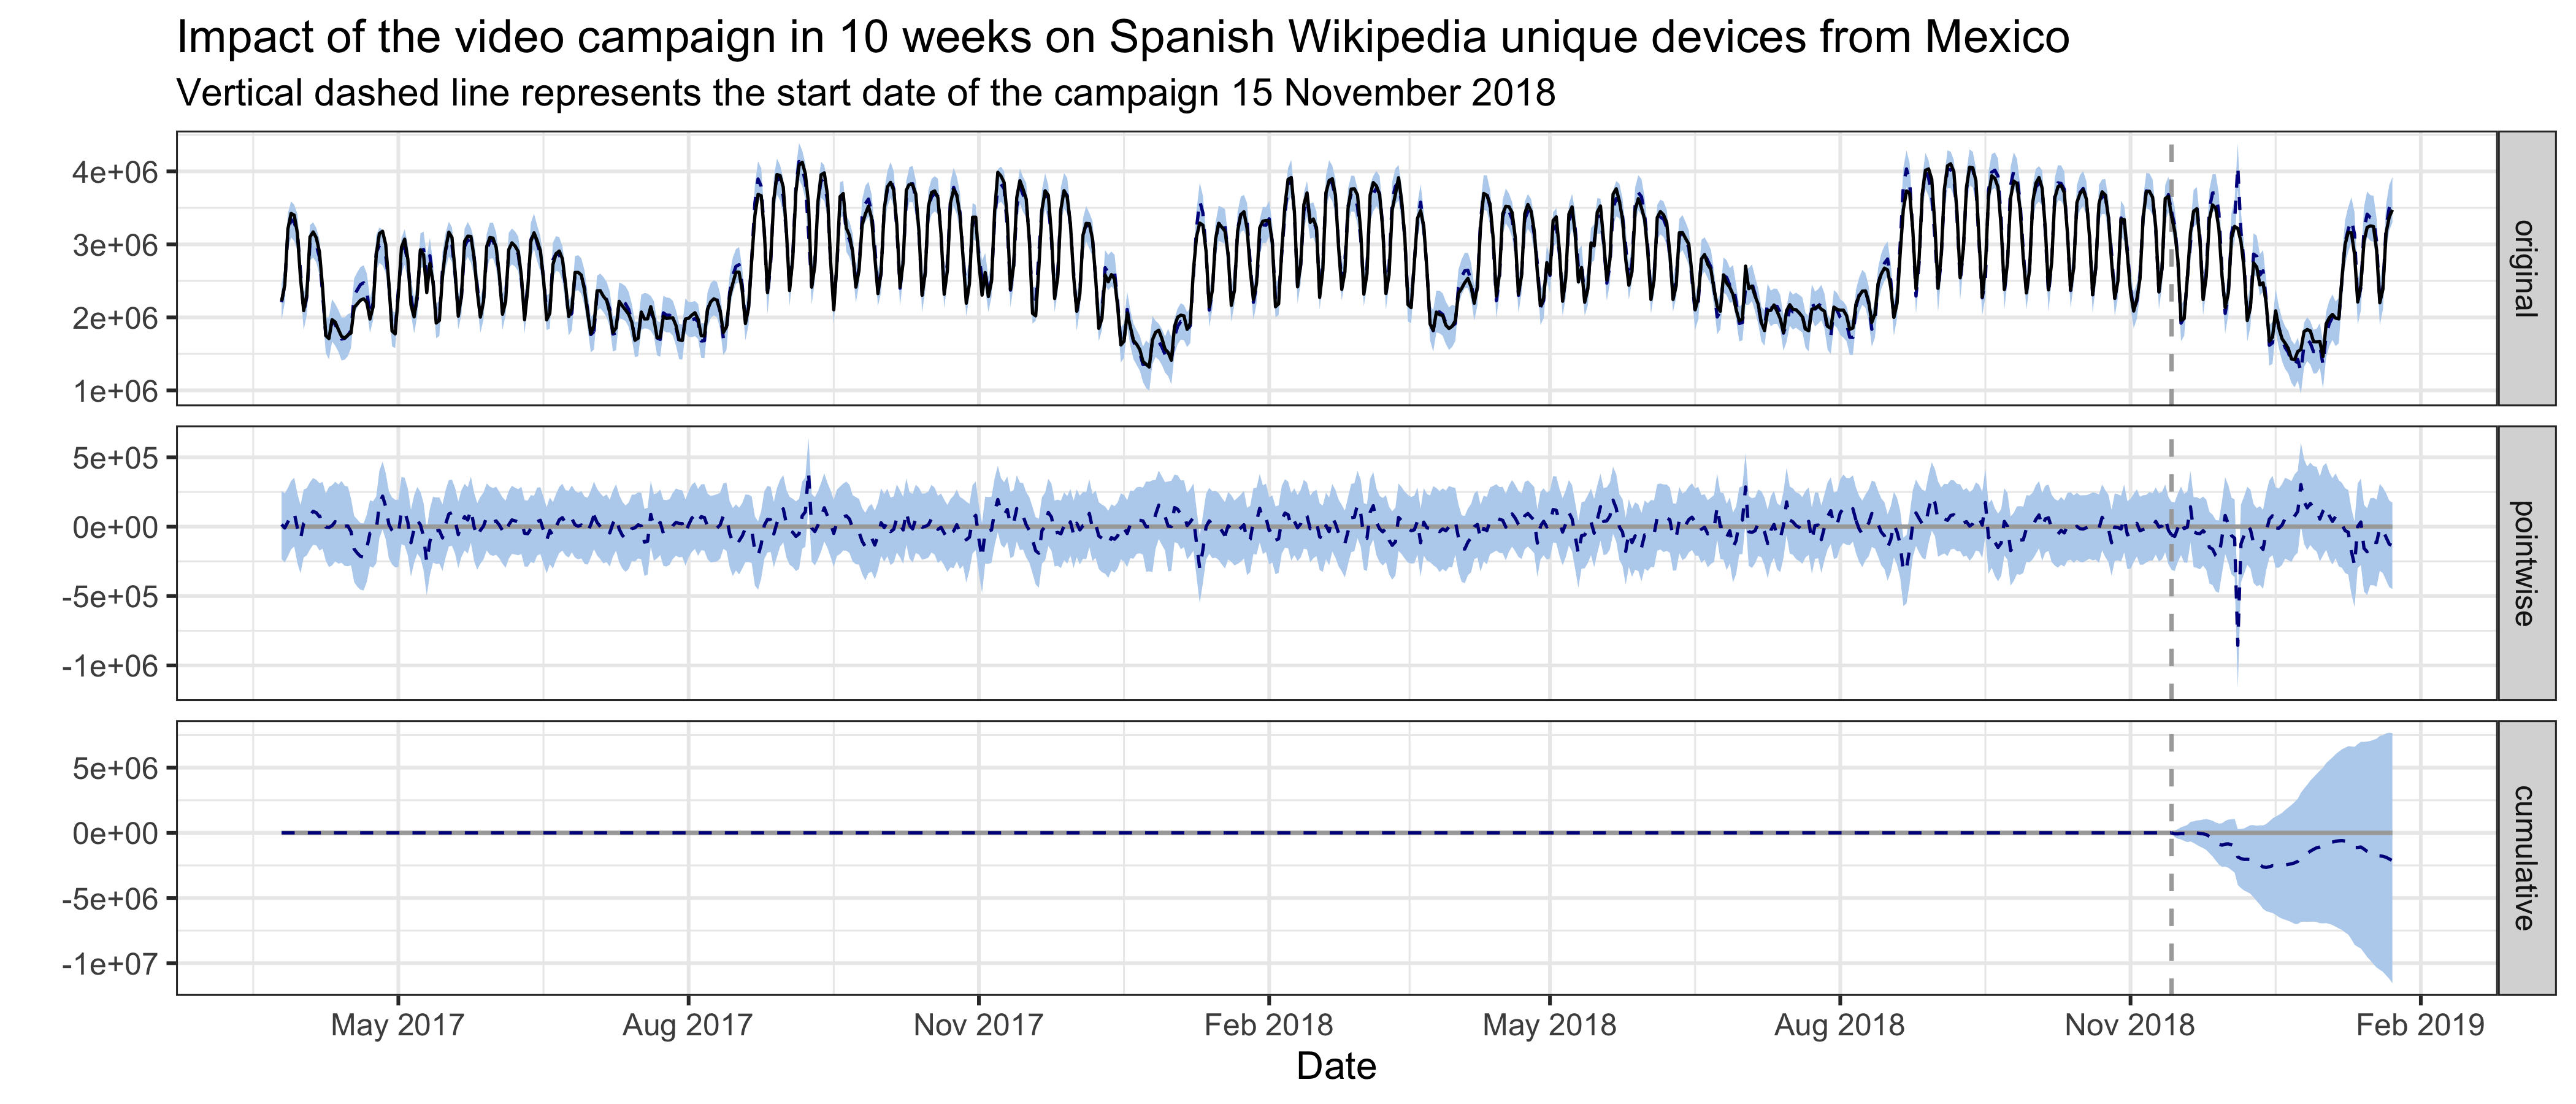 Impact of the video campaign in 10 weeks on Spanish Wikipedia unique devices from Mexico
Vertical dashed line represents the start date of the campaign 15 November 2018
4e+06
3e+06
2e+06
1e+06
original
5e+05
0e+00
-5e+05
-1e+06
pointwise
5e+06
0e+00
-5e+06
-1e+07
cumulative
May 2017 Aug 2017 Nov 2017 Feb 2018 May 2018 Aug 2018 Nov 2018 Feb 2019
Date